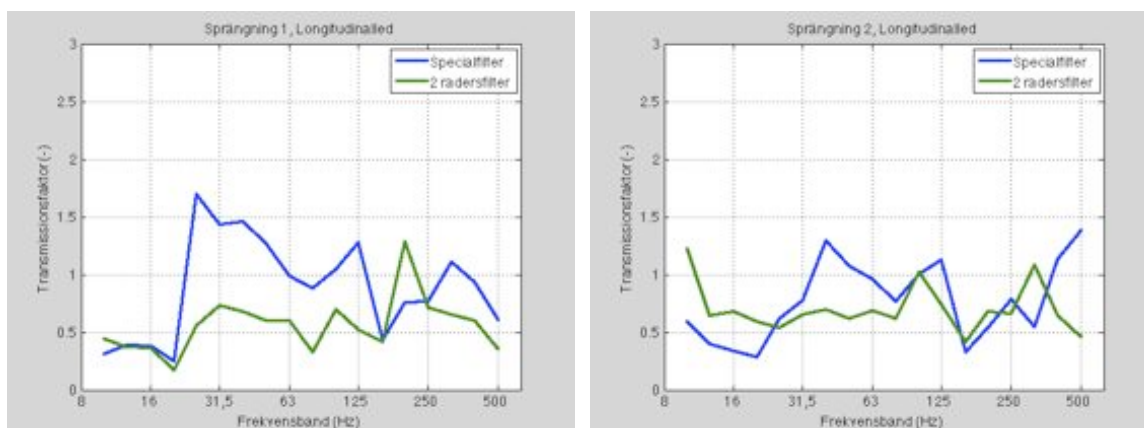 Sprängning 1, Longitudinalled
3
Specialfilter
2 radersfilter
2.5
2
1.5
1
0.5
0
Transmissionsfaktor (-)
8 16 31,5 63 125 250 500
Frekvensband (Hz)
Sprängning 2, Longitudinalled
3
Specialfilter
2 radersfilter
2.5
2
1.5
1
0.5
0
Transmissionsfaktor (-)
8 16 31,5 63 125 250 500
Frekvensband (Hz)